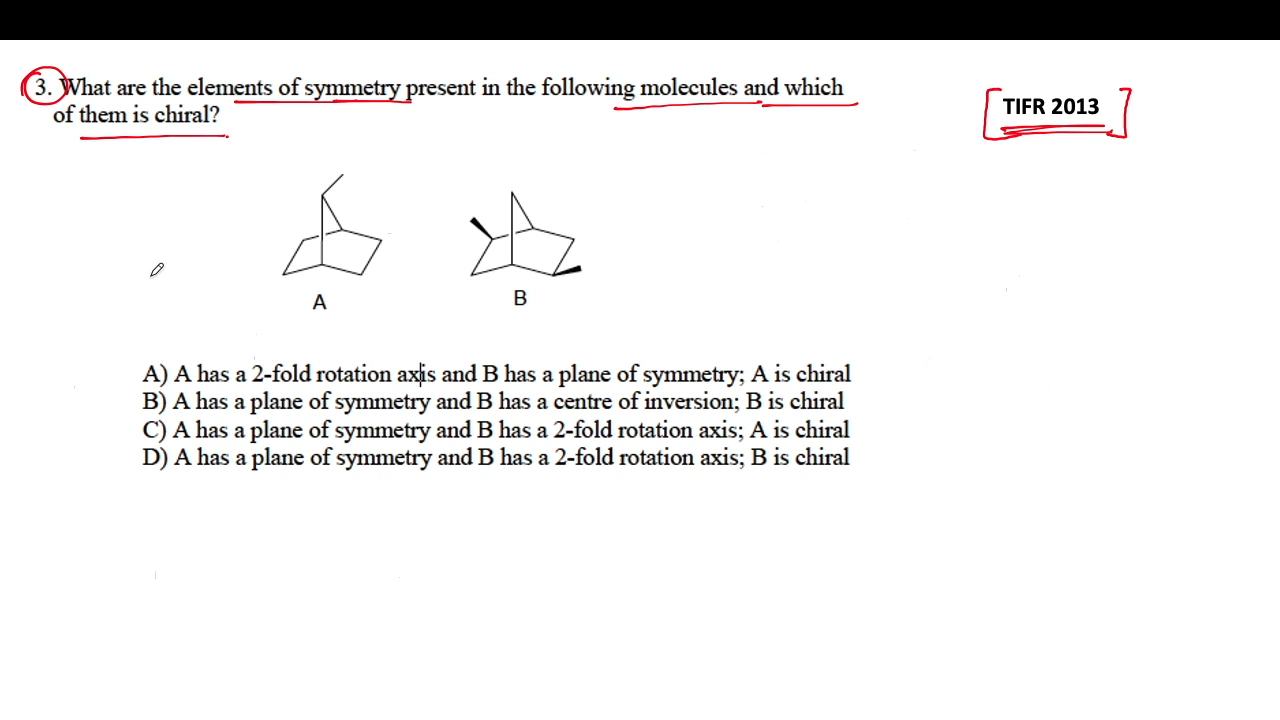 3. What are the elements of symmetry present in the following molecules and which
of them is chiral?
TIFR 2013
A
B
A) A has a 2-fold rotation axis and B has a plane of symmetry; A is chiral
B) A has a plane of symmetry and B has a centre of inversion; B is chiral
C) A has a plane of symmetry and B has a 2-fold rotation axis; A is chiral
D) A has a plane of symmetry and B has a 2-fold rotation axis; B is chiral